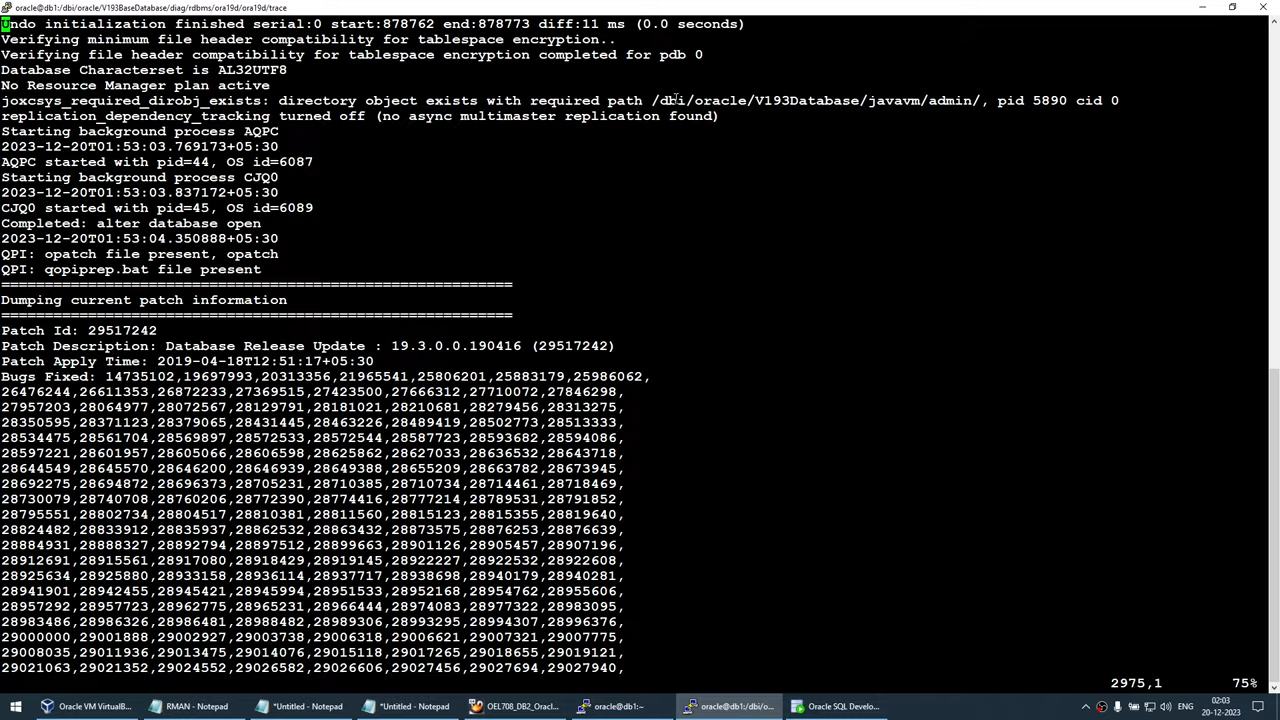 oracle@db1:/dbi/oracle/V193BaseDatabase/diag/rdbms/ora19d/ora19d/trace
Undo initialization finished serial:0 start:878762 end:878773 diff:11 ms (0.0 seconds)
Verifying minimum file header compatibility for tablespace encryption..
Verifying file header compatibility for tablespace encryption completed for pdb 0
Database Characterset is AL32UTF8
No Resource Manager plan active
joxcsys_required_dirobj_exists: directory object exists with required path /dbi/oracle/V193Database/javavm/admin/, pid 5890 cid 0
replication_dependency_tracking turned off (no async multimaster replication found)
Starting background process AQPC
2023-12-20T01:53:03.769173+05:30
AQPC started with pid=44, OS id=6087
Starting background process CJQ0
2023-12-20T01:53:03.837172+05:30
CJQ0 started with pid=45, OS id=6089
Completed: alter database open
2023-12-20T01:53:04.350888+05:30
QPI: opatch file present, opatch
QPI: qopiprep.bat file present
===========================================================
Dumping current patch information
===========================================================
Patch Id: 29517242
Patch Description: Database Release Update : 19.3.0.0.190416 (29517242)
Patch Apply Time: 2019-04-18T12:51:17+05:30
Bugs Fixed: 14735102,19697993,20313356,21965541,25806201,25883179,25986062,
26476244,26611353,26872233,27369515,27423500,27666312,27710072,27846298,
27957203,28064977,28072567,28129791,28181021,28210681,28279456,28313275,
28350595,28371123,28379065,28431445,28463226,28489419,28502773,28513333,
28534475,28561704,28569897,28572533,28572544,28587723,28593682,28594086,
28597221,28601957,28605066,28606598,28625862,28627033,28636532,28643718,
28644549,28645570,28646200,28646939,28649388,28655209,28663782,28673945,
28692275,28694872,28696373,28705231,28710385,28710734,28714461,28718469,
28730079,28740708,28760206,28772390,28774416,28777214,28789531,28791852,
28795551,28802734,28804517,28810381,28811560,28815123,28815355,28819640,
28824482,28833912,28835937,28862532,28863432,28873575,28876253,28876639,
28884931,28888327,28892794,28897512,28899663,28901126,28905457,28907196,
28912691,28915561,28917080,28918429,28919145,28922227,28922532,28922608,
28925634,28925880,28933158,28936114,28937717,28938698,28940179,28940281,
28941901,28942455,28945421,28945994,28951533,28952168,28954762,28955606,
28957292,28957723,28962775,28965231,28966444,28974083,28977322,28983095,
28983486,28986326,28986481,28988482,28989306,28993295,28994307,28996376,
29000000,29001888,29002927,29003738,29006318,29006621,29007321,29007775,
29008035,29011936,29013475,29014076,29015118,29017265,29018655,29019121,
29021063,29021352,29024552,29026582,29026606,29027456,29027694,29027940,
2975,1 75%
Oracle VM VirtualB...
RMAN - Notepad
*Untitled - Notepad
*Untitled - Notepad
OEL708_DB2_Oracl...
oracle@db1:~
oracle@db1:/dbi/o...
Oracle SQL Develo...
02:03
20-12-2023